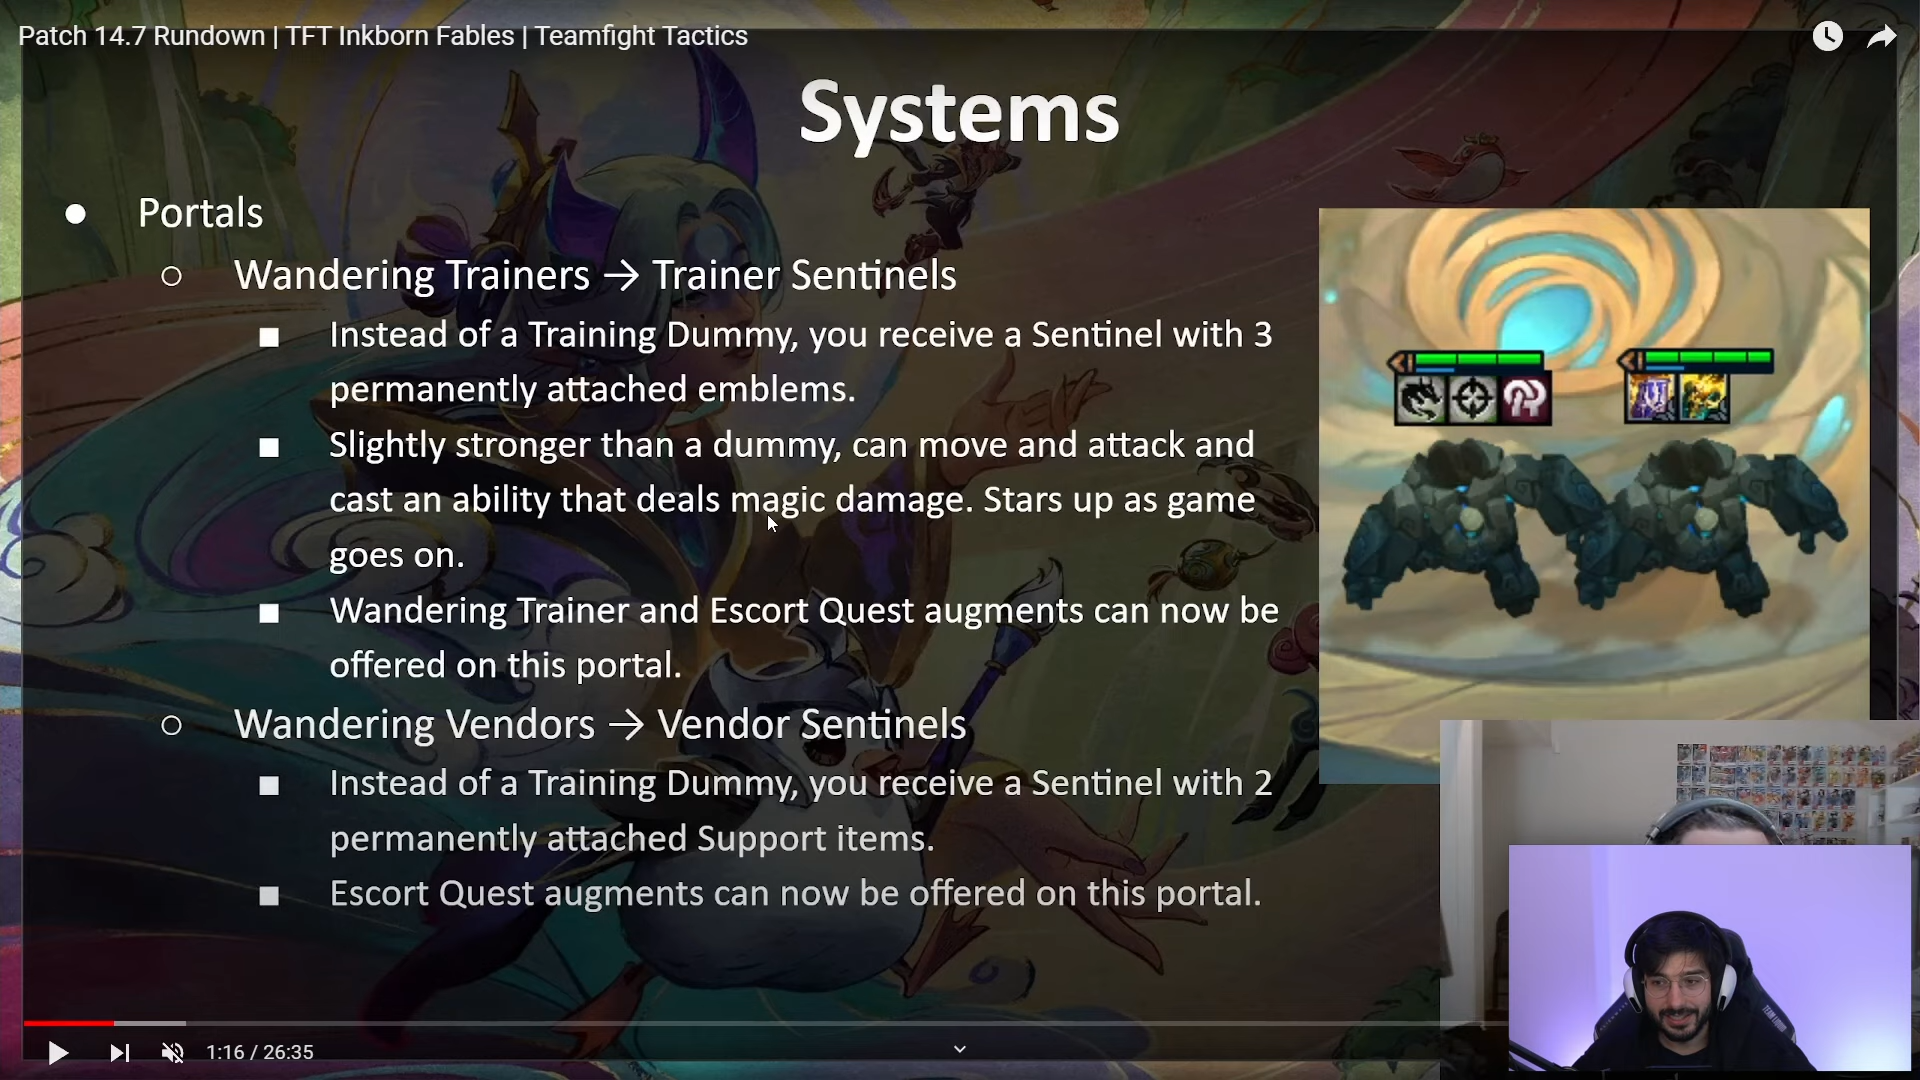 Patch 14.7 Rundown | TFT Inkborn Fables | Teamfight Tactics
Systems
● Portals
○ Wandering Trainers → Trainer Sentinels
■ Instead of a Training Dummy, you receive a Sentinel with 3
permanently attached emblems.
■ Slightly stronger than a dummy, can move and attack and
cast an ability that deals magic damage. Stars up as game
goes on.
■ Wandering Trainer and Escort Quest augments can now be
offered on this portal.
○ Wandering Vendors → Vendor Sentinels
■ Instead of a Training Dummy, you receive a Sentinel with 2
permanently attached Support items.
■ Escort Quest augments can now be offered on this portal.
1:16 / 26:35